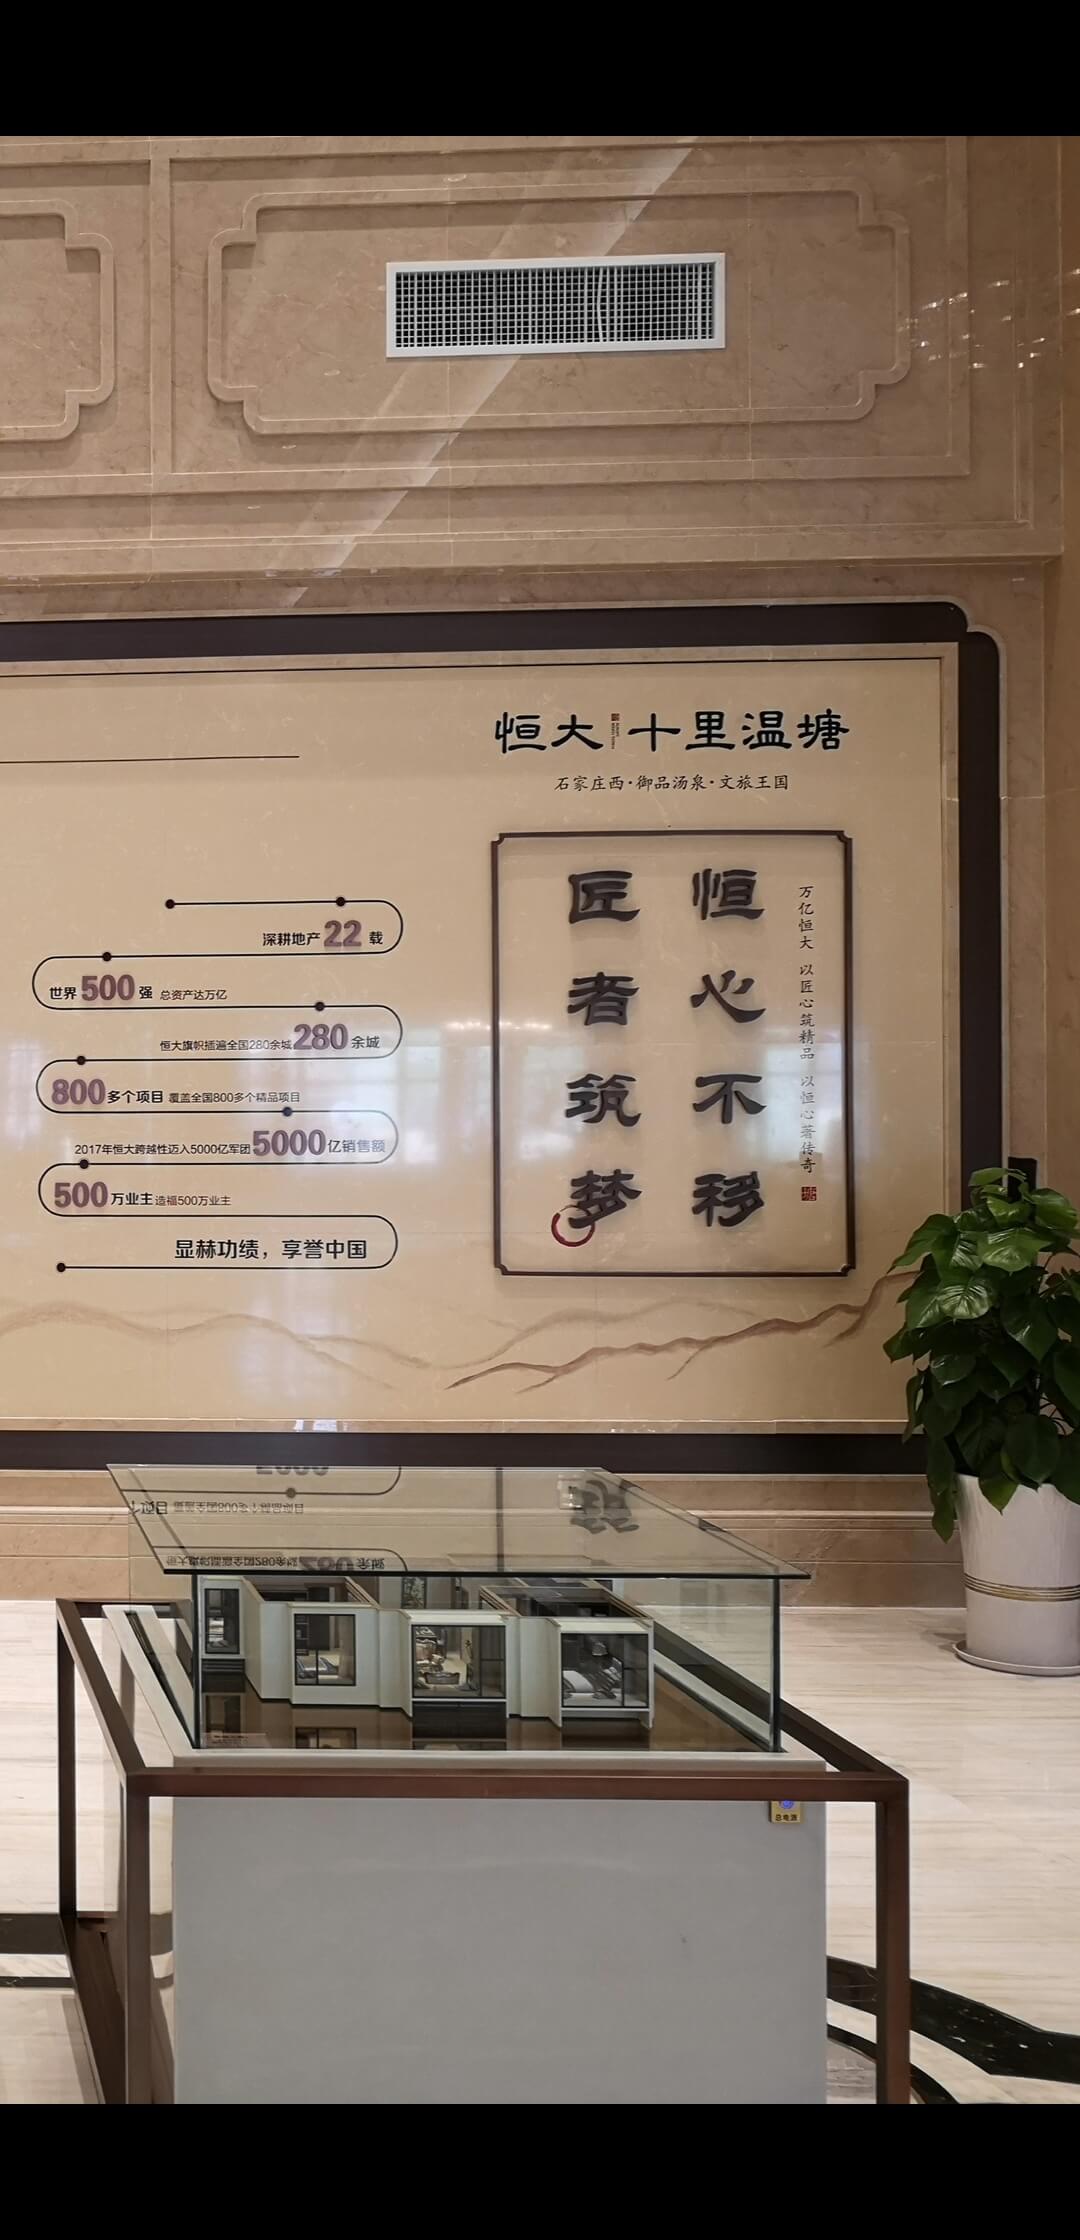 恒大 十里温塘
石家庄西·御品汤泉·文旅王国
恒心不移
匠者筑梦
万亿恒大 以匠心筑精品 以恒心著传奇
深耕地产22载
世界500强 总资产达万亿
恒大旗帜插遍全国280余城280余城
800多个项目 覆盖全国800多个精品项目
2017年恒大跨越性迈入5000亿军团5000亿销售额
500万业主 造福500万业主
显赫功绩，享誉中国
总电源